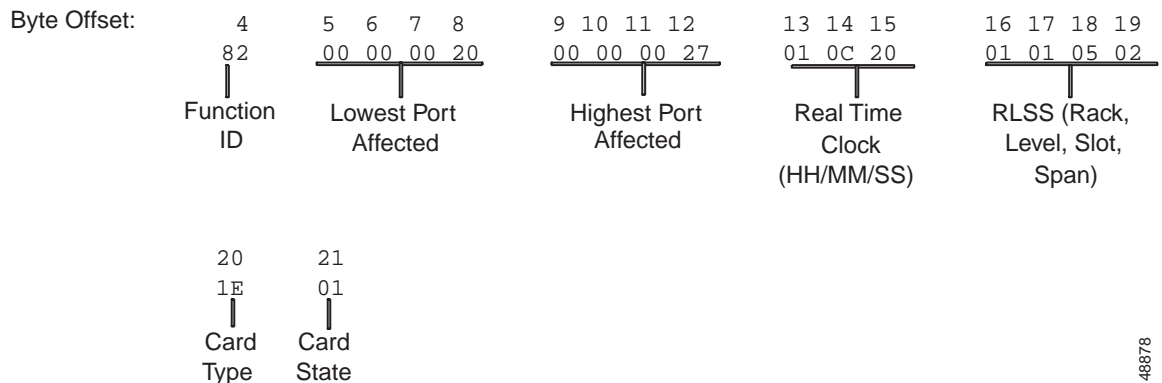 Byte Offset: 4 5 6 7 8 9 10 11 12 13 14 15 16 17 18 19
82 00 00 00 20 00 00 00 27 01 0C 20 01 01 05 02
Function ID
Lowest Port Affected
Highest Port Affected
Real Time Clock (HH/MM/SS)
RLSS (Rack, Level, Slot, Span)
20 21
1E 01
Card Type
Card State
48878